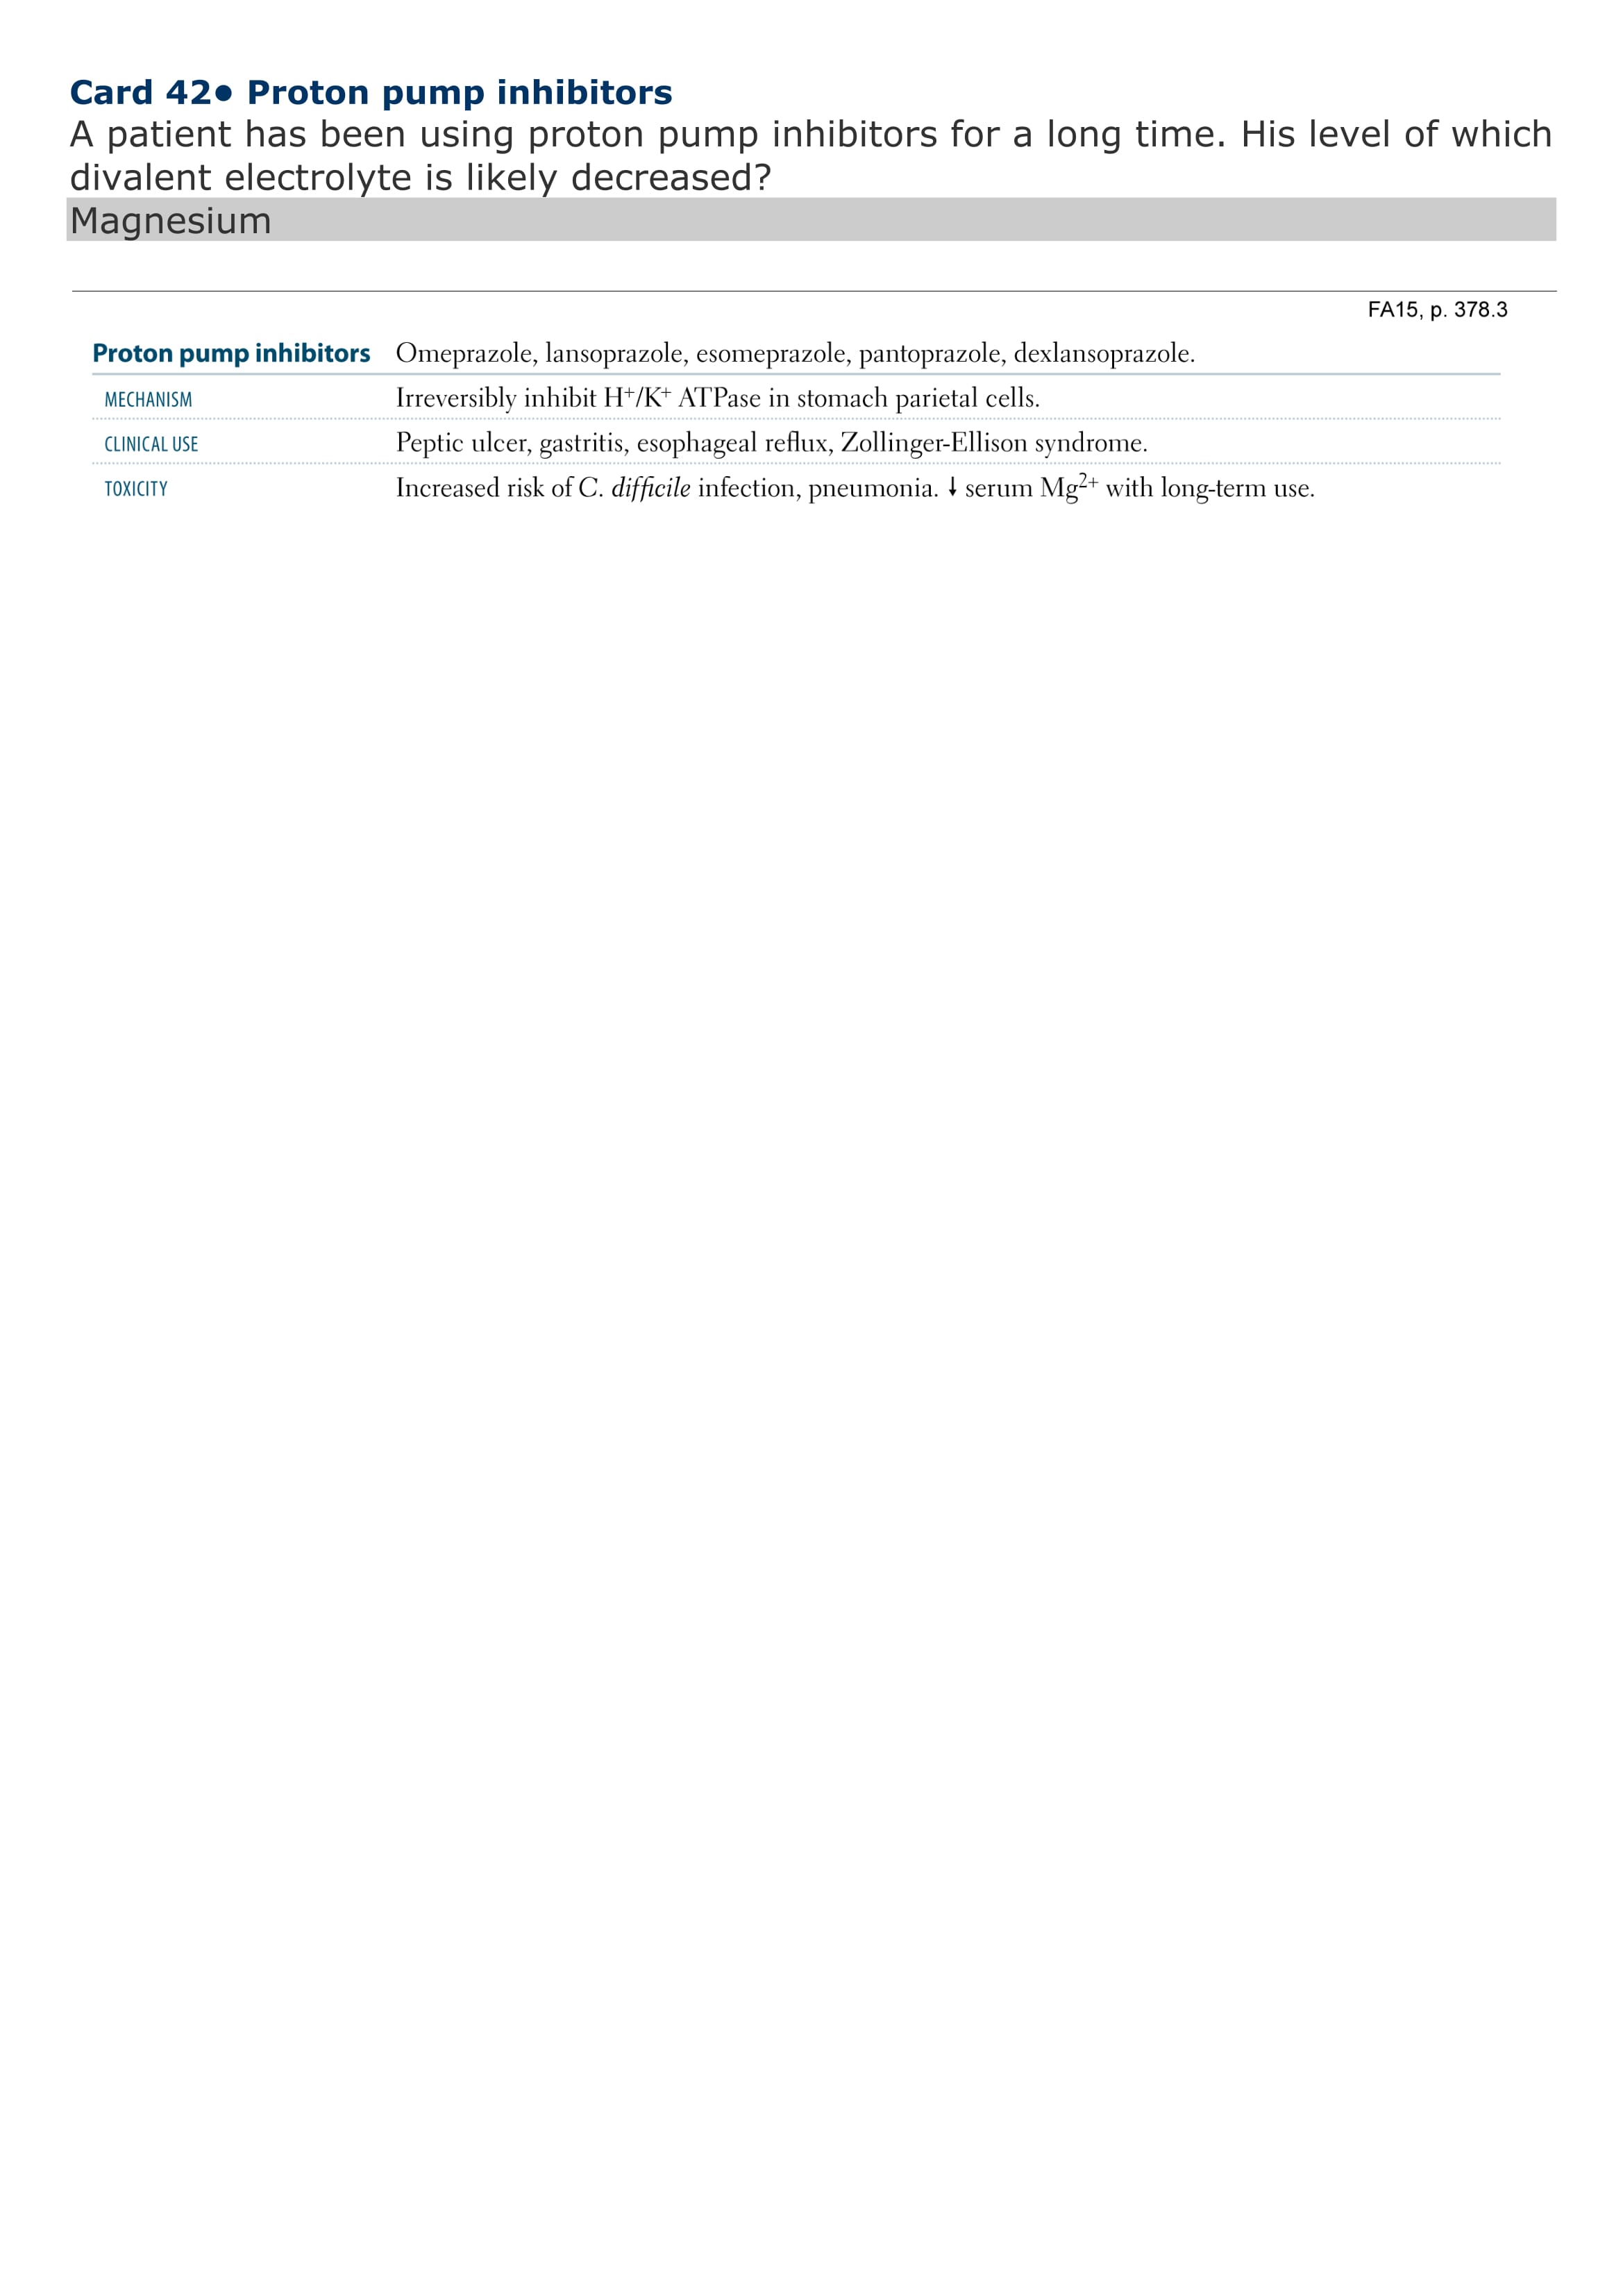 Card 42● Proton pump inhibitors
A patient has been using proton pump inhibitors for a long time. His level of which
divalent electrolyte is likely decreased?
Magnesium
FA15, p. 378.3
Proton pump inhibitors Omeprazole, lansoprazole, esomeprazole, pantoprazole, dexlansoprazole.
MECHANISM Irreversibly inhibit H⁺/K⁺ ATPase in stomach parietal cells.
CLINICAL USE Peptic ulcer, gastritis, esophageal reflux, Zollinger-Ellison syndrome.
TOXICITY Increased risk of C. difficile infection, pneumonia. ↓ serum Mg²⁺ with long-term use.